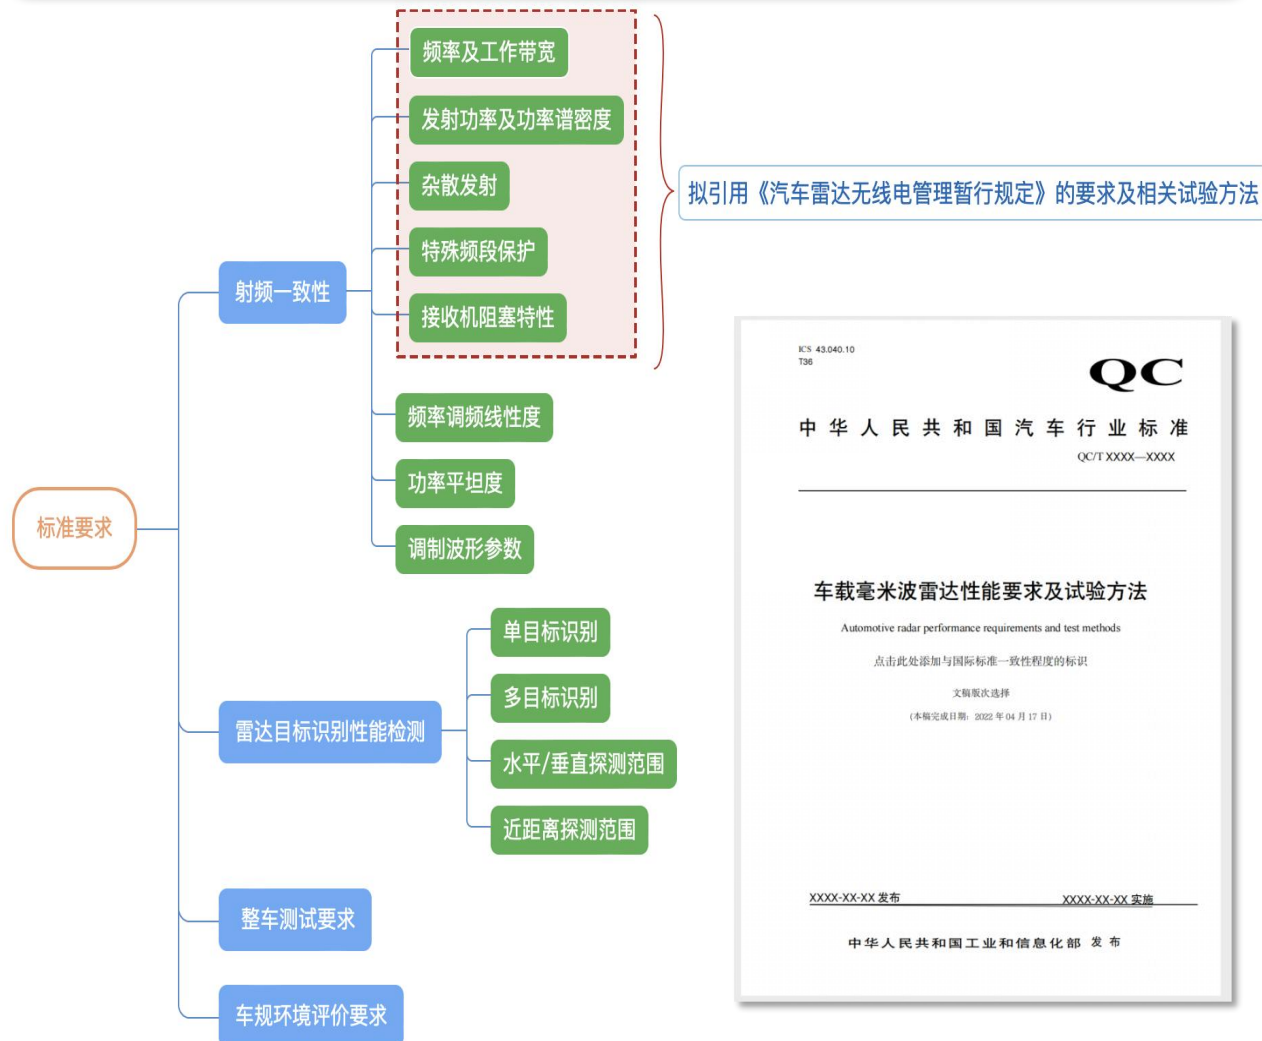 标准要求
射频一致性
频率及工作带宽
发射功率及功率谱密度
杂散发射
特殊频段保护
接收机阻塞特性
拟引用《汽车雷达无线电管理暂行规定》的要求及相关试验方法
频率调频线性度
功率平坦度
调制波形参数
雷达目标识别性能检测
单目标识别
多目标识别
水平/垂直探测范围
近距离探测范围
整车测试要求
车规环境评价要求
ICS 43.040.10
T36
QC
中华人民共和国汽车行业标准
QC/T XXXX—XXXX
车载毫米波雷达性能要求及试验方法
Automotive radar performance requirements and test methods
点击此处添加与国际标准一致性程度的标识
文稿版次选择
(本稿完成日期：2022 年 04 月 17 日)
XXXX-XX-XX 发布
XXXX-XX-XX 实施
中华人民共和国工业和信息化部 发 布